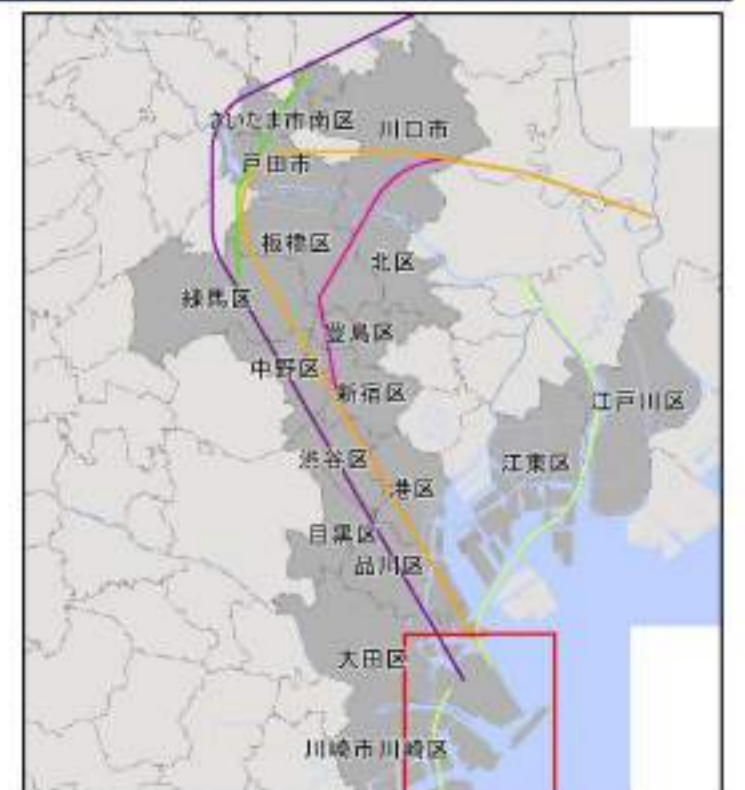 さいたま市南区
川口市
戸田市
板橋区
北区
練馬区
豊島区
中野区
新宿区
江戸川区
渋谷区
江東区
港区
目黒区
品川区
大田区
川崎市川崎区